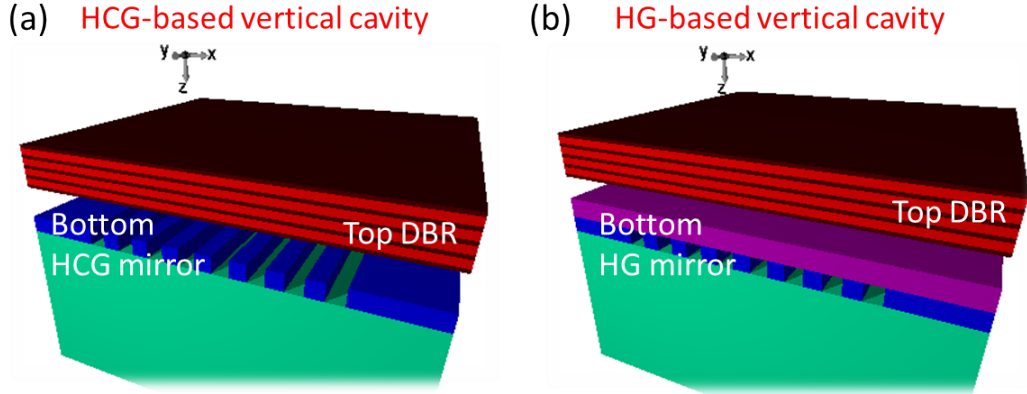 (a) HCG-based vertical cavity
y x
z
Bottom
HCG mirror
Top DBR
(b) HG-based vertical cavity
y x
z
Bottom
HG mirror
Top DBR